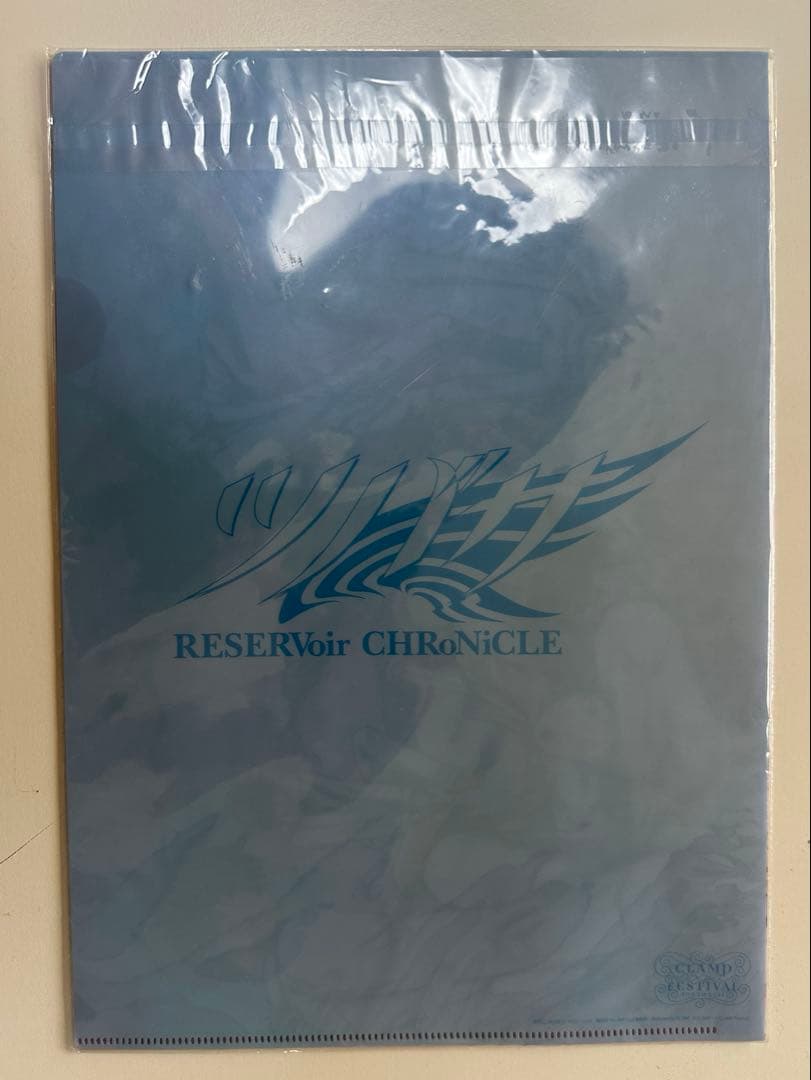 ツバサ
RESERVoir CHRoNiCLE
CLAMP
FESTIVAL